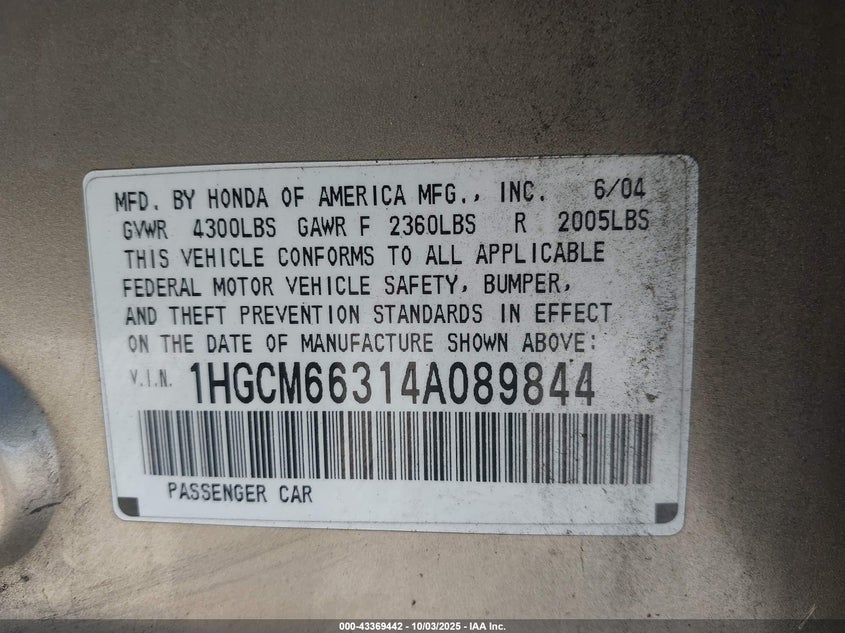 MFD. BY HONDA OF AMERICA MFG., INC. 6/04
GVWR 4300LBS GAWR F 2360LBS R 2005LBS
THIS VEHICLE CONFORMS TO ALL APPLICABLE
FEDERAL MOTOR VEHICLE SAFETY, BUMPER,
AND THEFT PREVENTION STANDARDS IN EFFECT
ON THE DATE OF MANUFACTURE SHOWN ABOVE:
V.I.N. 1HGCM66314A089844
PASSENGER CAR
000-43369442 - 10/03/2025 - IAA Inc.